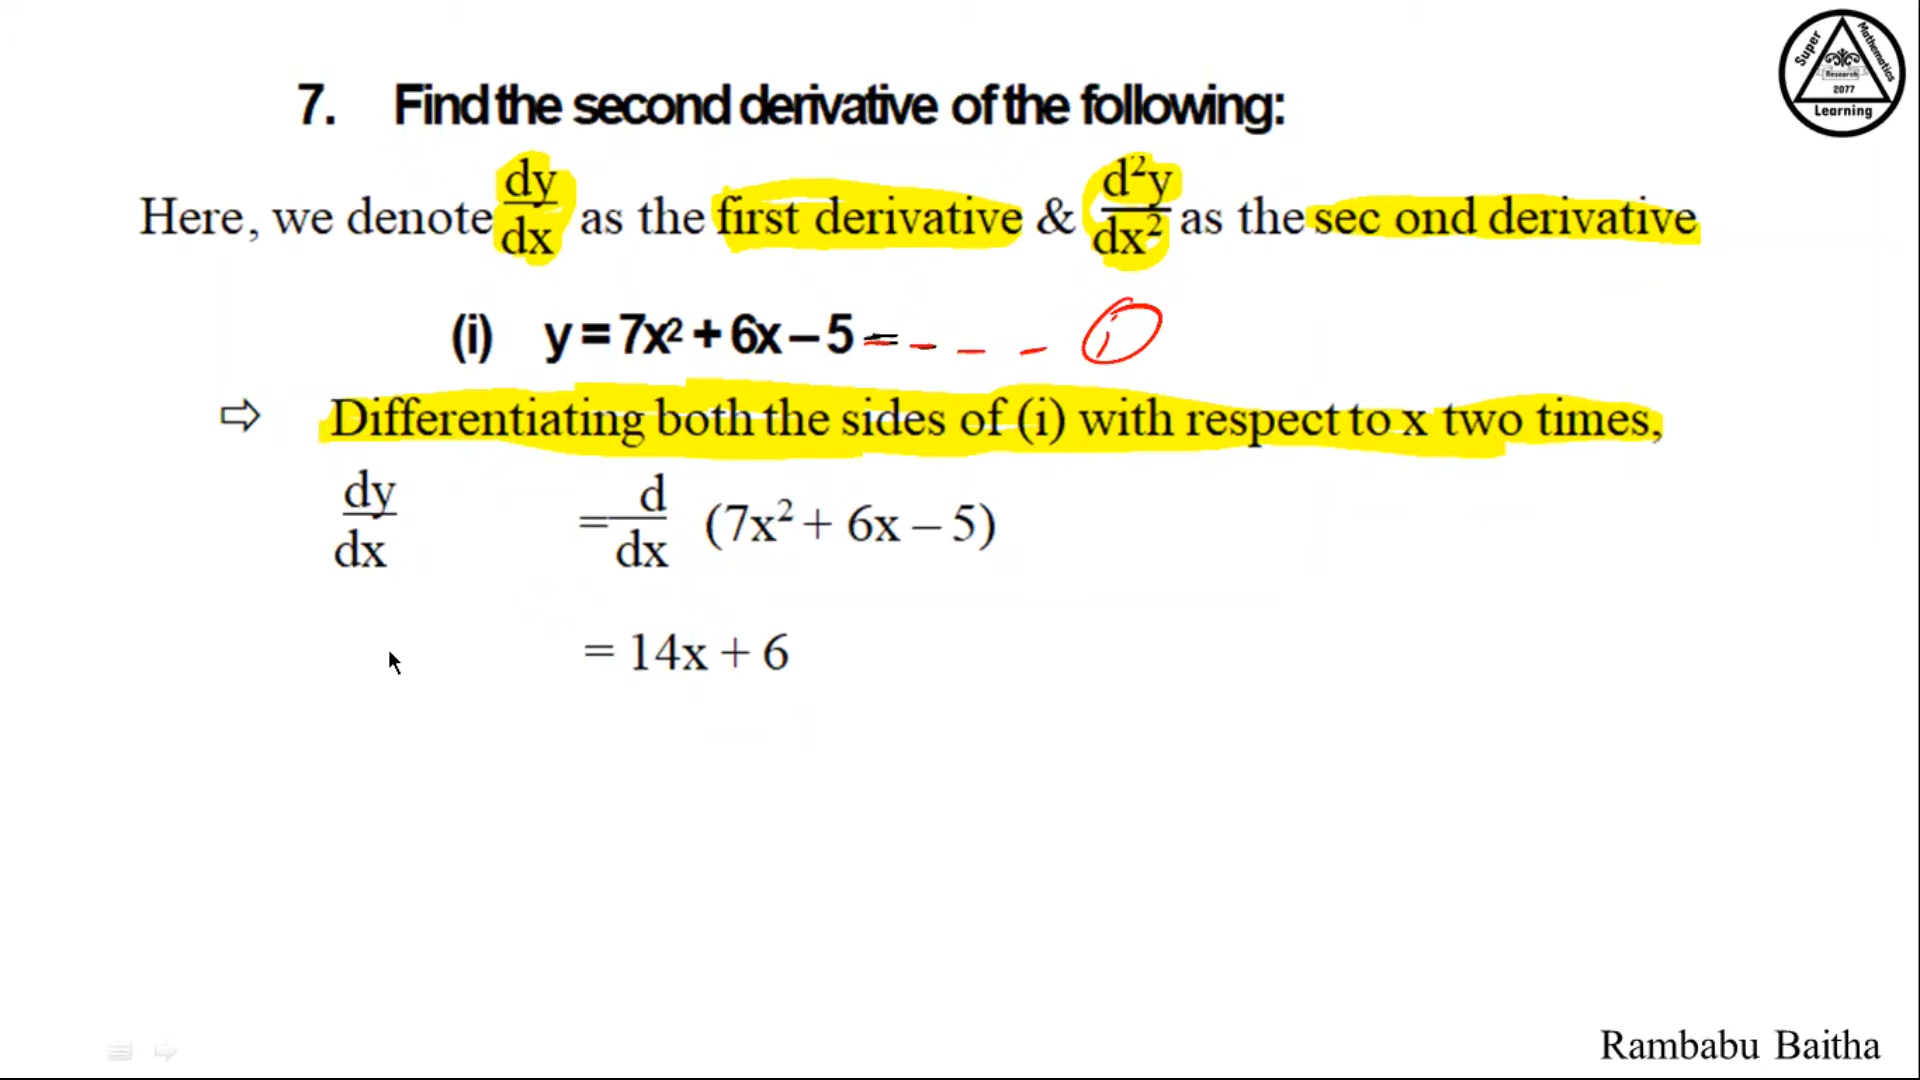 Super Mathematics
Research
2077
Learning
7. Find the second derivative of the following:
Here, we denote dy/dx as the first derivative & d²y/dx² as the sec ond derivative
(i) y = 7x² + 6x – 5 = - - - - (i)
⇨ Differentiating both the sides of (i) with respect to x two times,
dy/dx = d/dx (7x² + 6x – 5)
= 14x + 6
Rambabu Baitha